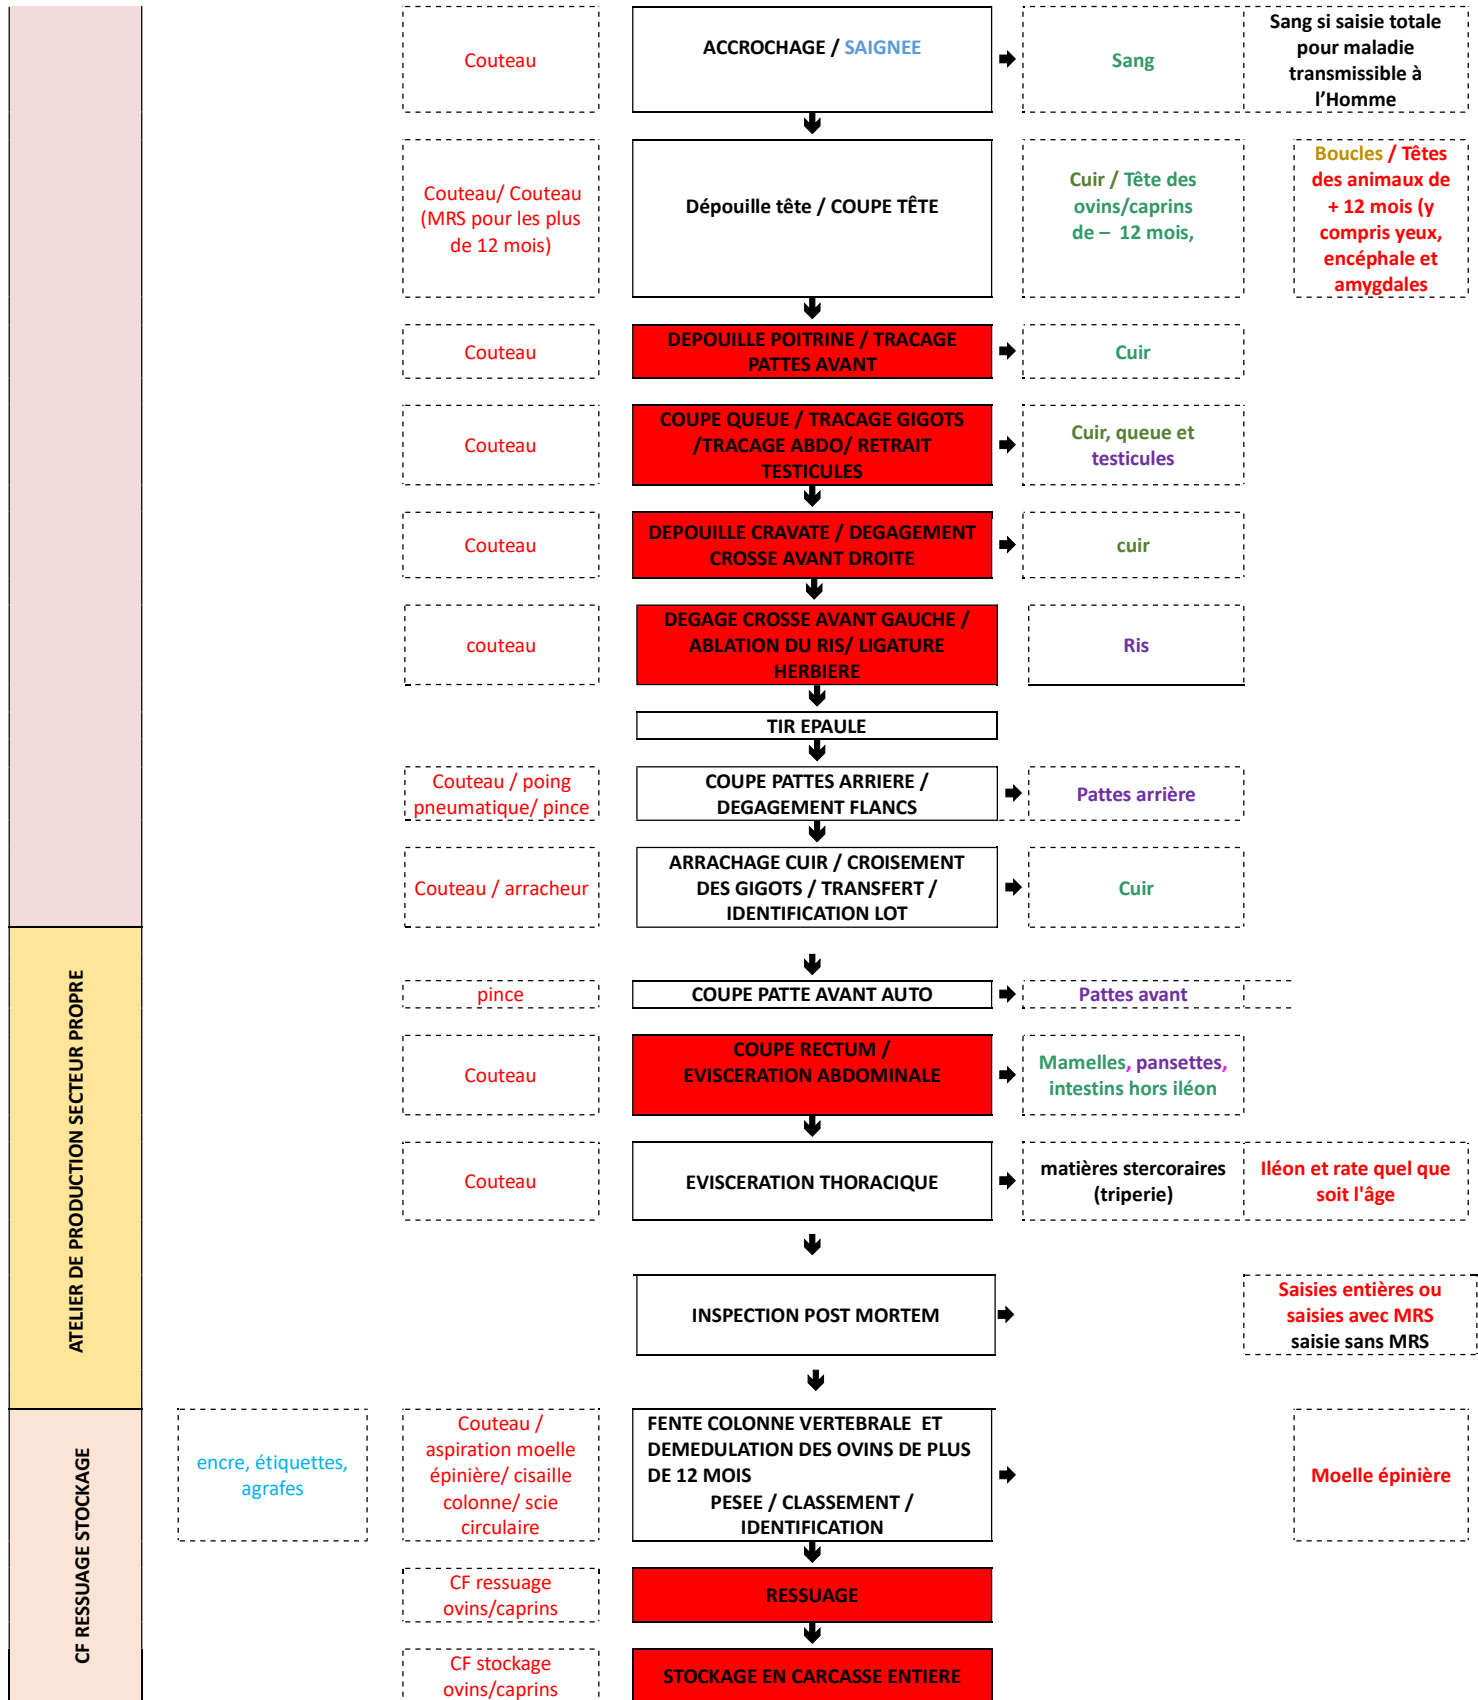 Couteau
ACCROCHAGE / SAIGNEE
Sang
Sang si saisie totale
pour maladie
transmissible à
l’Homme
Couteau/ Couteau
(MRS pour les plus
de 12 mois)
Dépouille tête / COUPE TÊTE
Cuir / Tête des
ovins/caprins
de – 12 mois,
Boucles / Têtes
des animaux de
+ 12 mois (y
compris yeux,
encéphale et
amygdales
Couteau
DEPOUILLE POITRINE / TRACAGE
PATTES AVANT
Cuir
Couteau
COUPE QUEUE / TRACAGE GIGOTS
/TRACAGE ABDO/ RETRAIT
TESTICULES
Cuir, queue et
testicules
Couteau
DEPOUILLE CRAVATE / DEGAGEMENT
CROSSE AVANT DROITE
cuir
couteau
DEGAGE CROSSE AVANT GAUCHE /
ABLATION DU RIS/ LIGATURE
HERBIERE
Ris
TIR EPAULE
Couteau / poing
pneumatique/ pince
COUPE PATTES ARRIERE /
DEGAGEMENT FLANCS
Pattes arrière
Couteau / arracheur
ARRACHAGE CUIR / CROISEMENT
DES GIGOTS / TRANSFERT /
IDENTIFICATION LOT
Cuir
ATELIER DE PRODUCTION SECTEUR PROPRE
pince
COUPE PATTE AVANT AUTO
Pattes avant
Couteau
COUPE RECTUM /
EVISCERATION ABDOMINALE
Mamelles, pansettes,
intestins hors iléon
Couteau
EVISCERATION THORACIQUE
matières stercoraires
(triperie)
Iléon et rate quel que
soit l'âge
INSPECTION POST MORTEM
Saisies entières ou
saisies avec MRS
saisie sans MRS
CF RESSUAGE STOCKAGE
encre, étiquettes,
agrafes
Couteau /
aspiration moelle
épinière/ cisaille
colonne/ scie
circulaire
FENTE COLONNE VERTEBRALE ET
DEMEDULATION DES OVINS DE PLUS
DE 12 MOIS
PESEE / CLASSEMENT /
IDENTIFICATION
Moelle épinière
CF ressuage
ovins/caprins
RESSUAGE
CF stockage
ovins/caprins
STOCKAGE EN CARCASSE ENTIERE